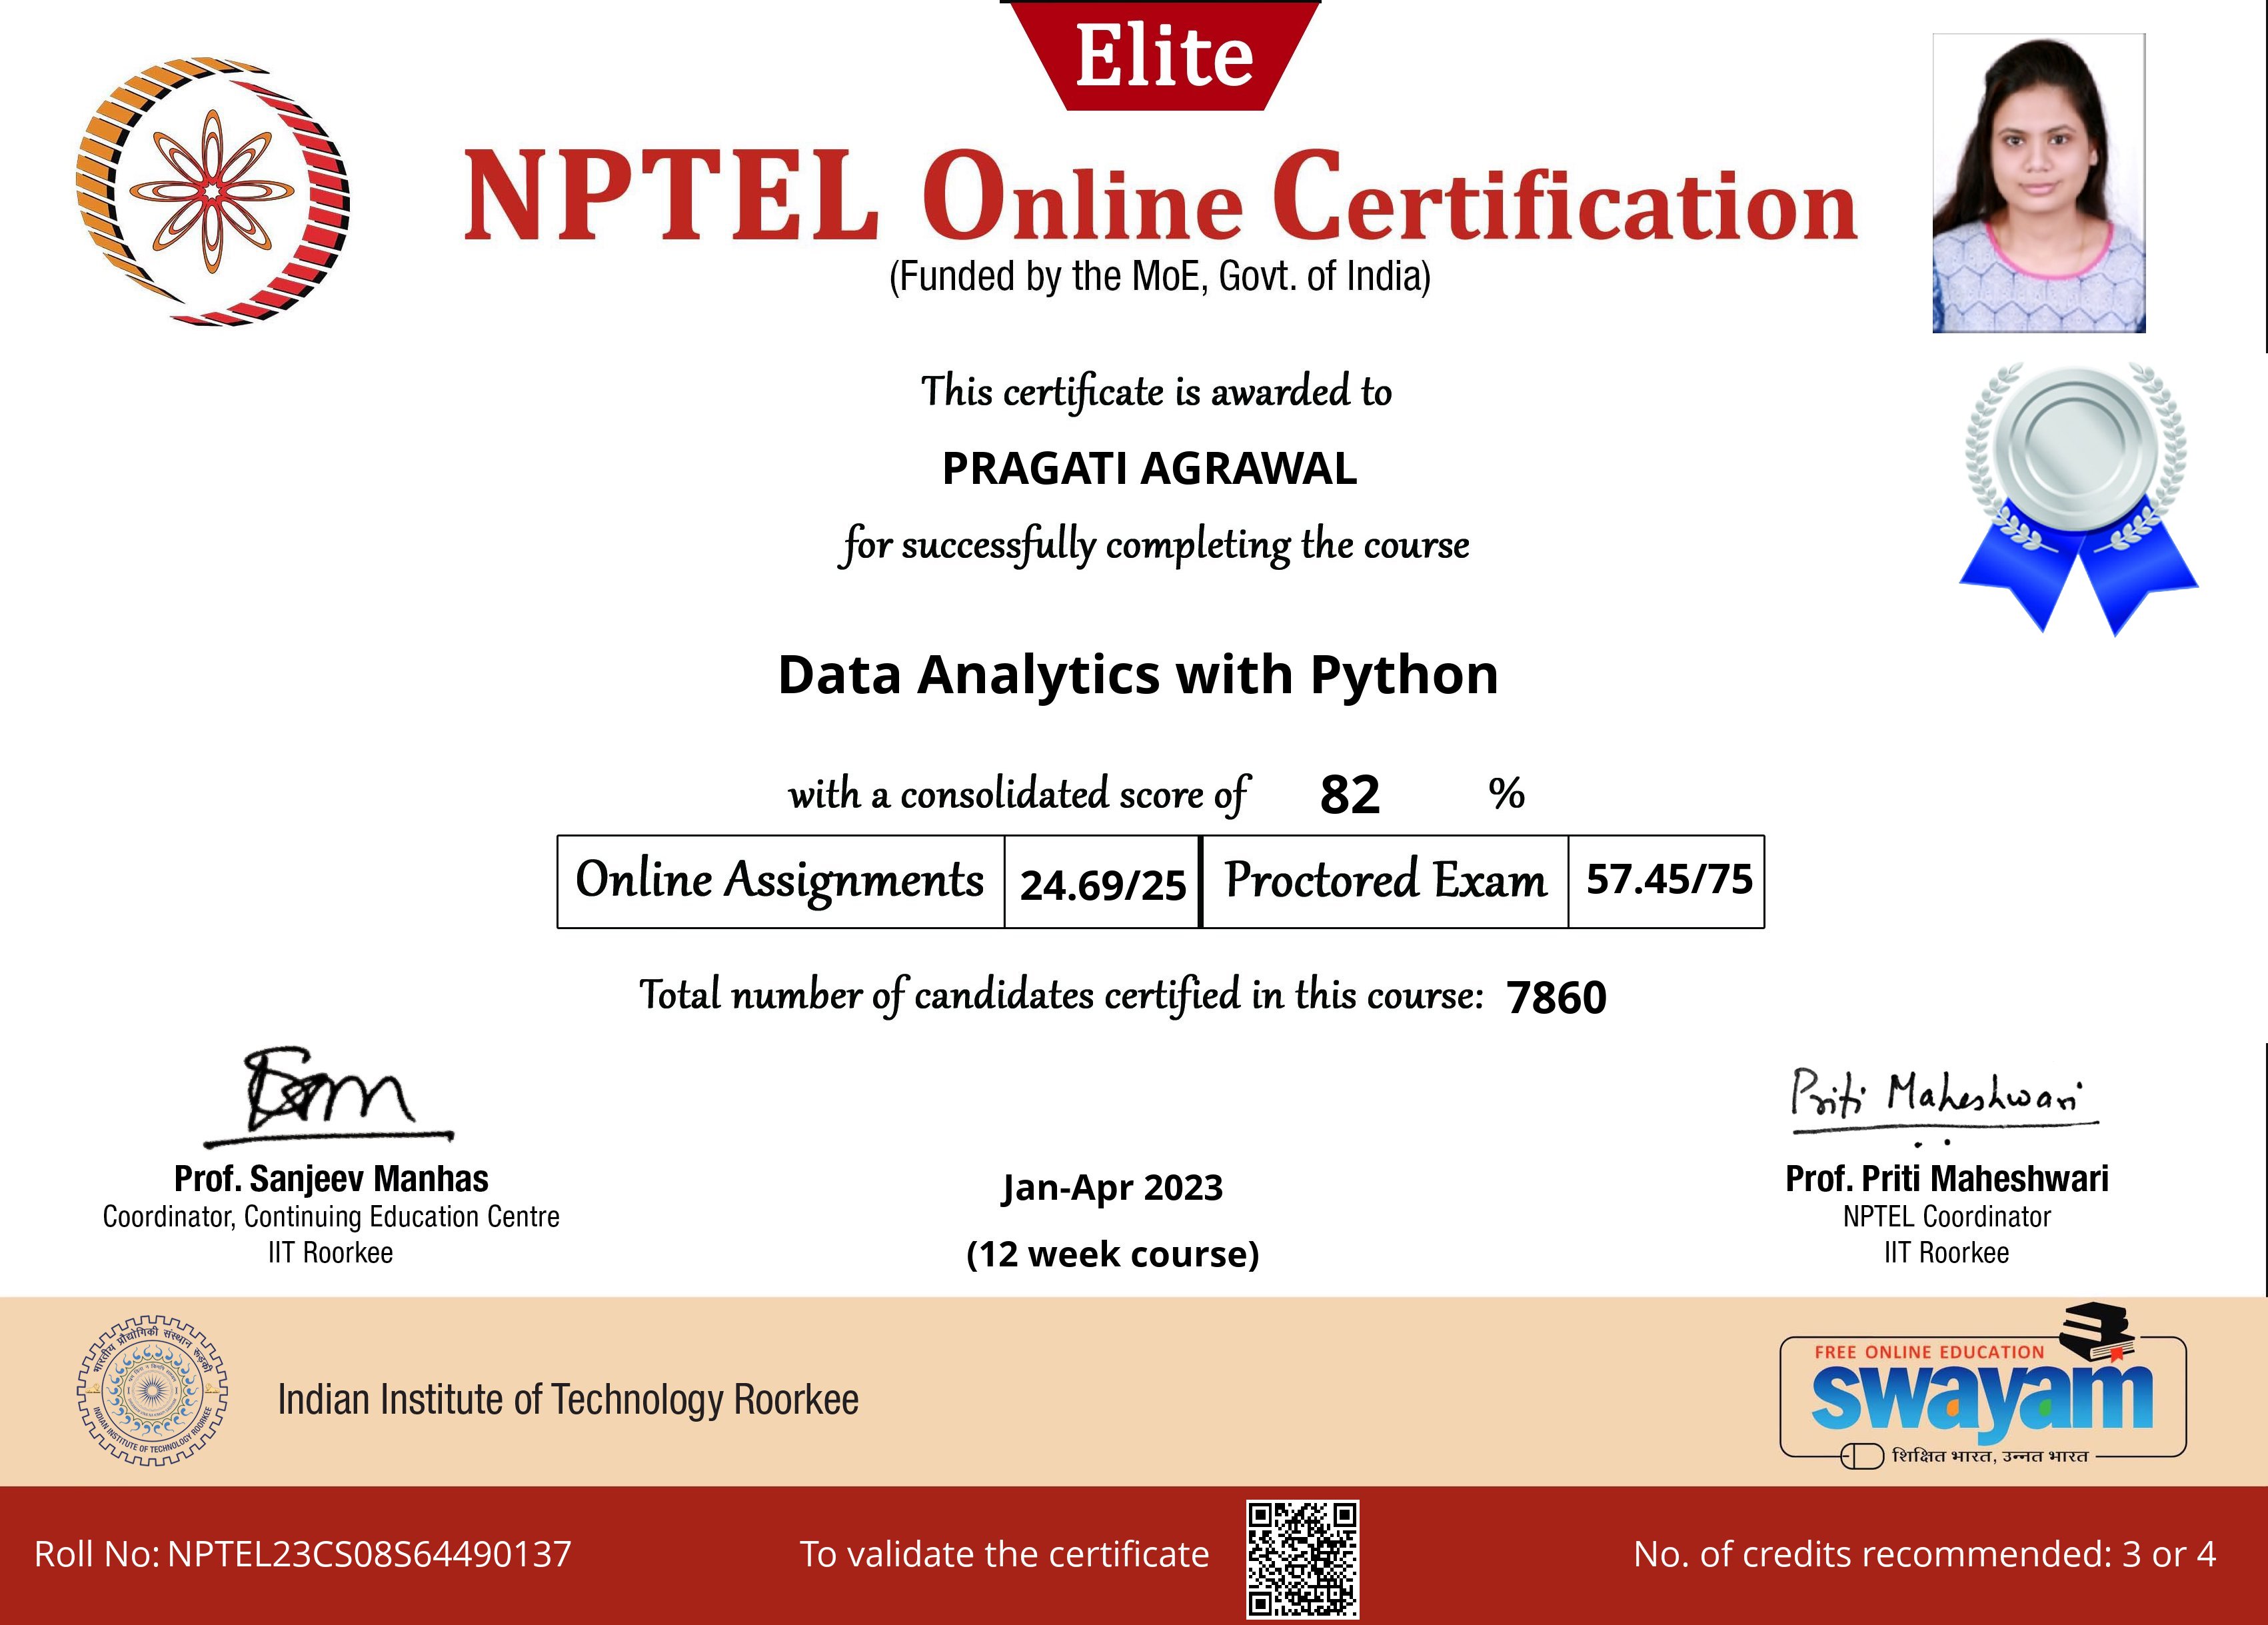 Elite
NPTEL Online Certification
(Funded by the MoE, Govt. of India)
This certificate is awarded to
PRAGATI AGRAWAL
for successfully completing the course
Data Analytics with Python
with a consolidated score of 82 %
Online Assignments 24.69/25 Proctored Exam 57.45/75
Total number of candidates certified in this course: 7860
Priti Maheshwari
Prof. Sanjeev Manhas
Coordinator, Continuing Education Centre
IIT Roorkee
Jan-Apr 2023
(12 week course)
Prof. Priti Maheshwari
NPTEL Coordinator
IIT Roorkee
भारतीय प्रौद्योगिकी संस्थान रूड़की
INDIAN INSTITUTE OF TECHNOLOGY ROORKEE
Indian Institute of Technology Roorkee
FREE ONLINE EDUCATION
swayam
शिक्षित भारत, उन्नत भारत
Roll No: NPTEL23CS08S64490137
To validate the certificate
No. of credits recommended: 3 or 4